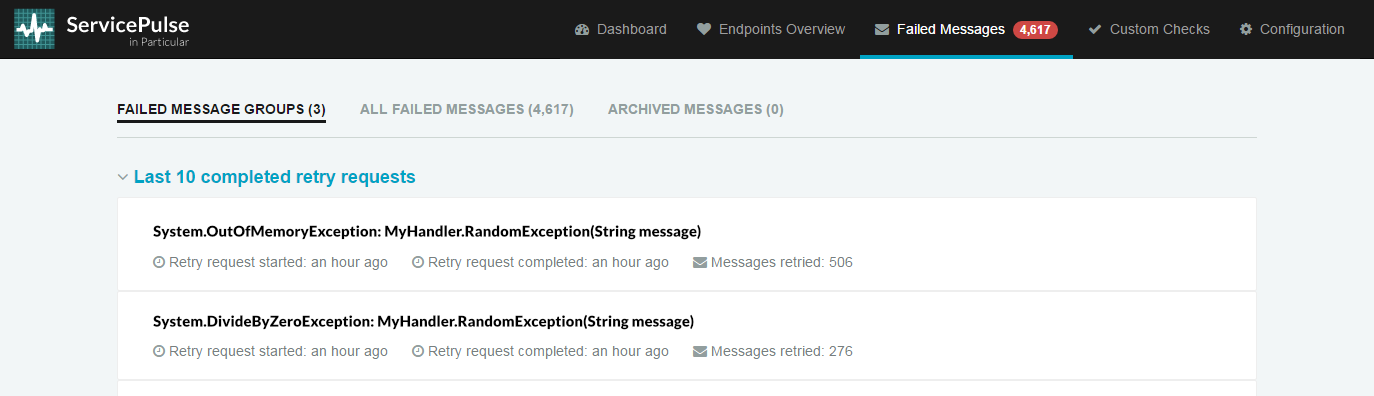 ServicePulse
in Particular
Dashboard Endpoints Overview Failed Messages 4,617 Custom Checks Configuration
FAILED MESSAGE GROUPS (3) ALL FAILED MESSAGES (4,617) ARCHIVED MESSAGES (0)
Last 10 completed retry requests
System.OutOfMemoryException: MyHandler.RandomException(String message)
Retry request started: an hour ago Retry request completed: an hour ago Messages retried: 506
System.DivideByZeroException: MyHandler.RandomException(String message)
Retry request started: an hour ago Retry request completed: an hour ago Messages retried: 276